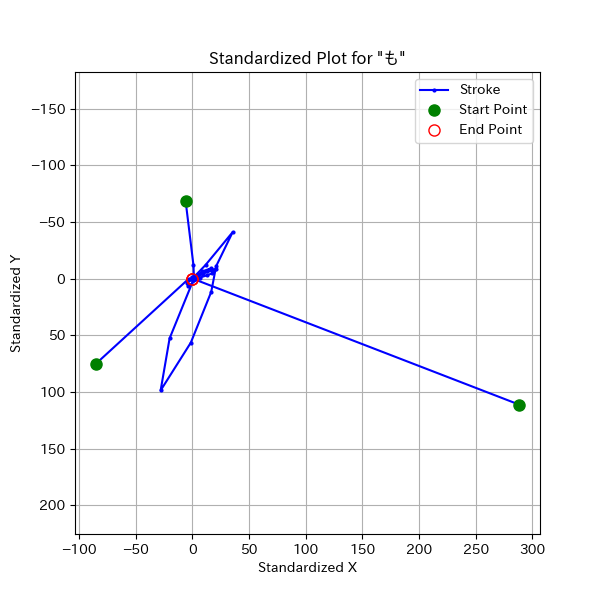 Standardized Plot for "も"
Stroke
Start Point
End Point
Standardized Y
−150
−100
−50
0
50
100
150
200
−100 −50 0 50 100 150 200 250 300
Standardized X